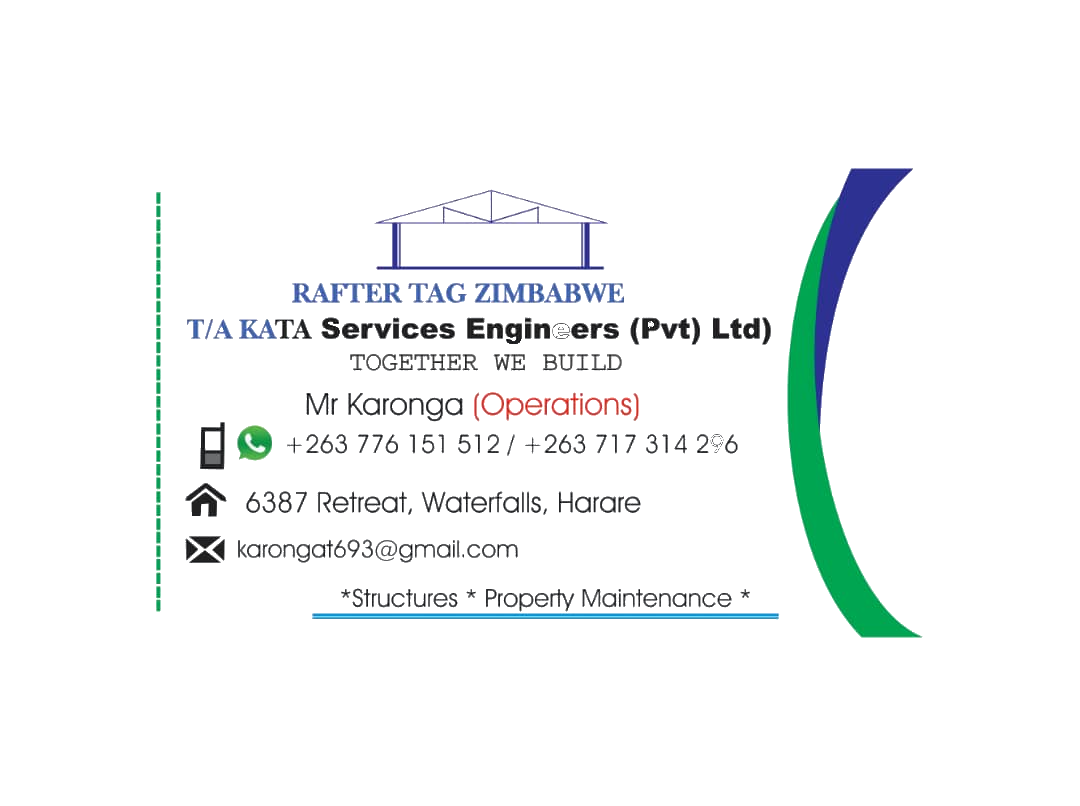 RAFTER TAG ZIMBABWE
T/A KATA Services Engineers (Pvt) Ltd)
TOGETHER WE BUILD
Mr Karonga (Operations)
+263 776 151 512 / +263 717 314 296
6387 Retreat, Waterfalls, Harare
karongat693@gmail.com
*Structures * Property Maintenance *